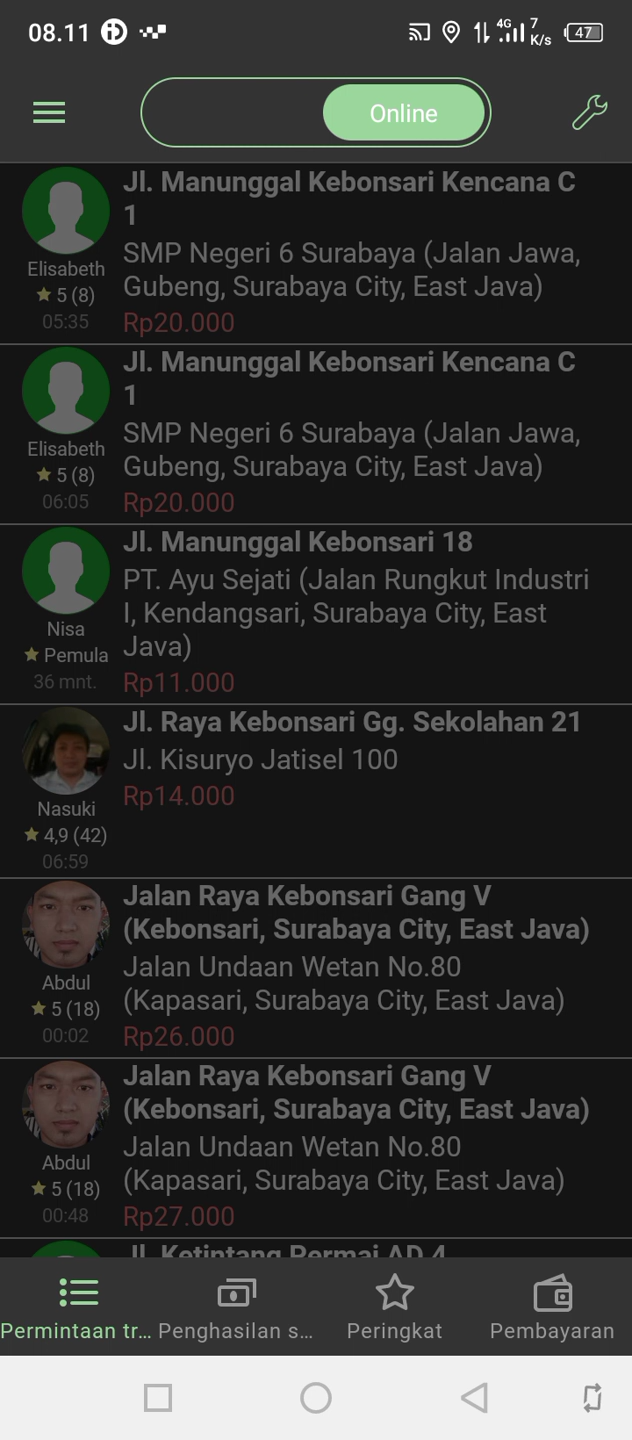 08.11
4G
7
K/s
47
Online
Jl. Manunggal Kebonsari Kencana C
1
SMP Negeri 6 Surabaya (Jalan Jawa,
Gubeng, Surabaya City, East Java)
Rp20.000
Elisabeth
5 (8)
05:35
Jl. Manunggal Kebonsari Kencana C
1
SMP Negeri 6 Surabaya (Jalan Jawa,
Gubeng, Surabaya City, East Java)
Rp20.000
Elisabeth
5 (8)
06:05
Jl. Manunggal Kebonsari 18
PT. Ayu Sejati (Jalan Rungkut Industri
I, Kendangsari, Surabaya City, East
Java)
Rp11.000
Nisa
Pemula
36 mnt.
Jl. Raya Kebonsari Gg. Sekolahan 21
Jl. Kisuryo Jatisel 100
Rp14.000
Nasuki
4,9 (42)
06:59
Jalan Raya Kebonsari Gang V
(Kebonsari, Surabaya City, East Java)
Jalan Undaan Wetan No.80
(Kapasari, Surabaya City, East Java)
Rp26.000
Abdul
5 (18)
00:02
Jalan Raya Kebonsari Gang V
(Kebonsari, Surabaya City, East Java)
Jalan Undaan Wetan No.80
(Kapasari, Surabaya City, East Java)
Rp27.000
Abdul
5 (18)
00:48
Jl. Ketintang Permai AD 4
Permintaan tr...
Penghasilan s...
Peringkat
Pembayaran